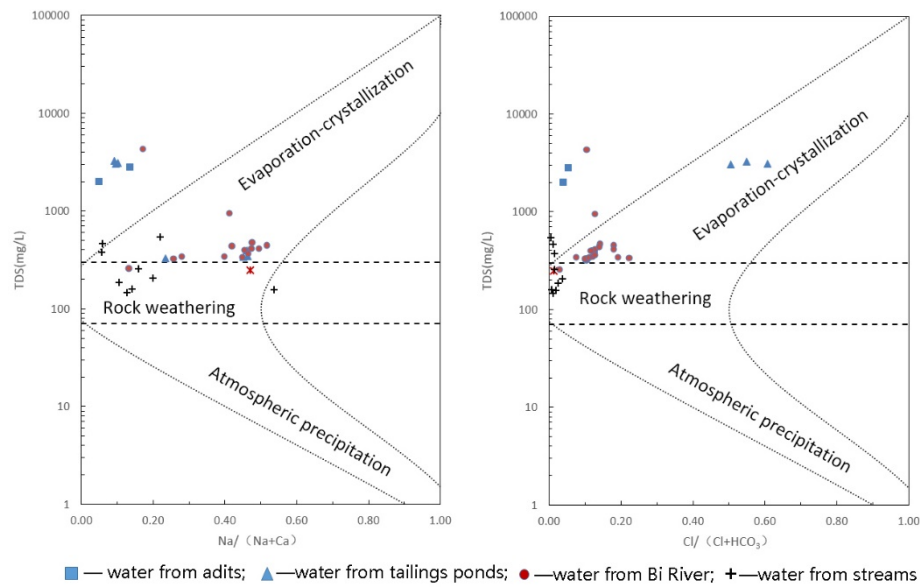 100000
10000
1000
100
10
1
TDS(mg/L)
Evaporation-crystallization
Rock weathering
Atmospheric precipitation
0.00 0.20 0.40 0.60 0.80 1.00
Na/（Na+Ca）
100000
10000
1000
100
10
1
TDS(mg/L)
Evaporation-crystallization
Rock weathering
Atmospheric precipitation
0.00 0.20 0.40 0.60 0.80 1.00
Cl/（Cl+HCO₃）
—water from adits; —water from tailings ponds; —water from Bi River; —water from streams